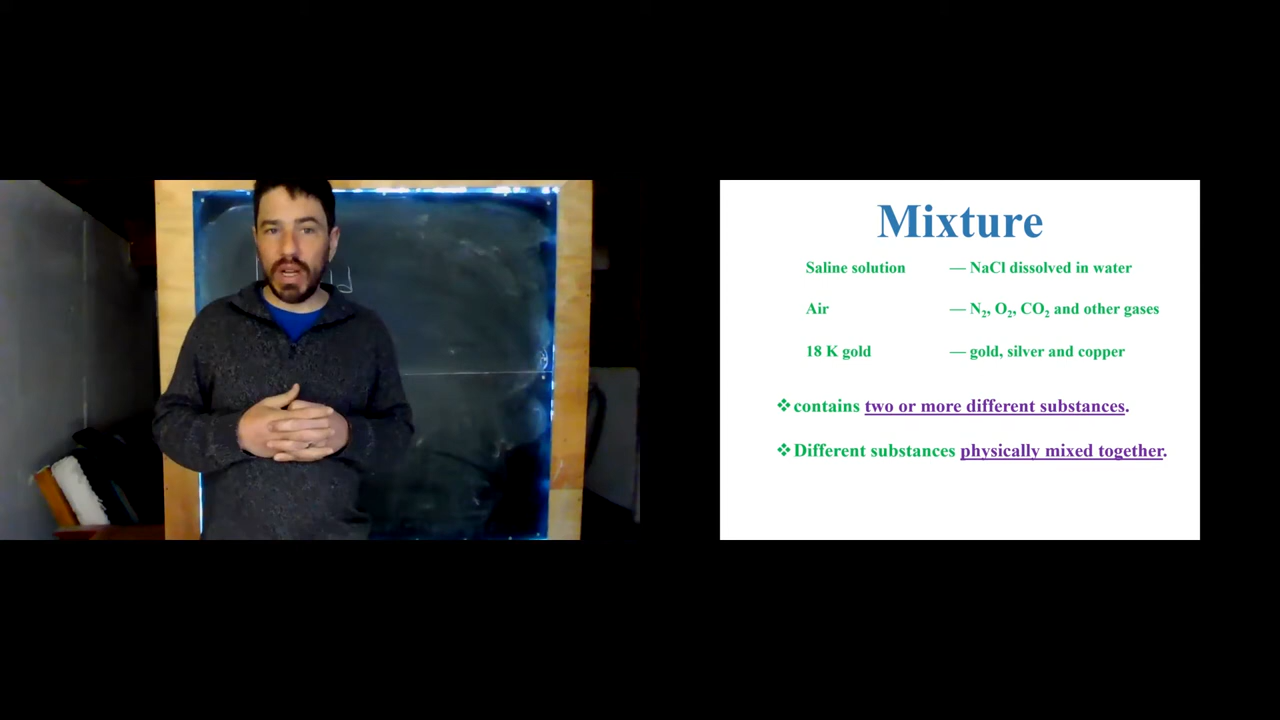 Mixture
Saline solution — NaCl dissolved in water
Air — N₂, O₂, CO₂ and other gases
18 K gold — gold, silver and copper
❖contains two or more different substances.
❖Different substances physically mixed together.